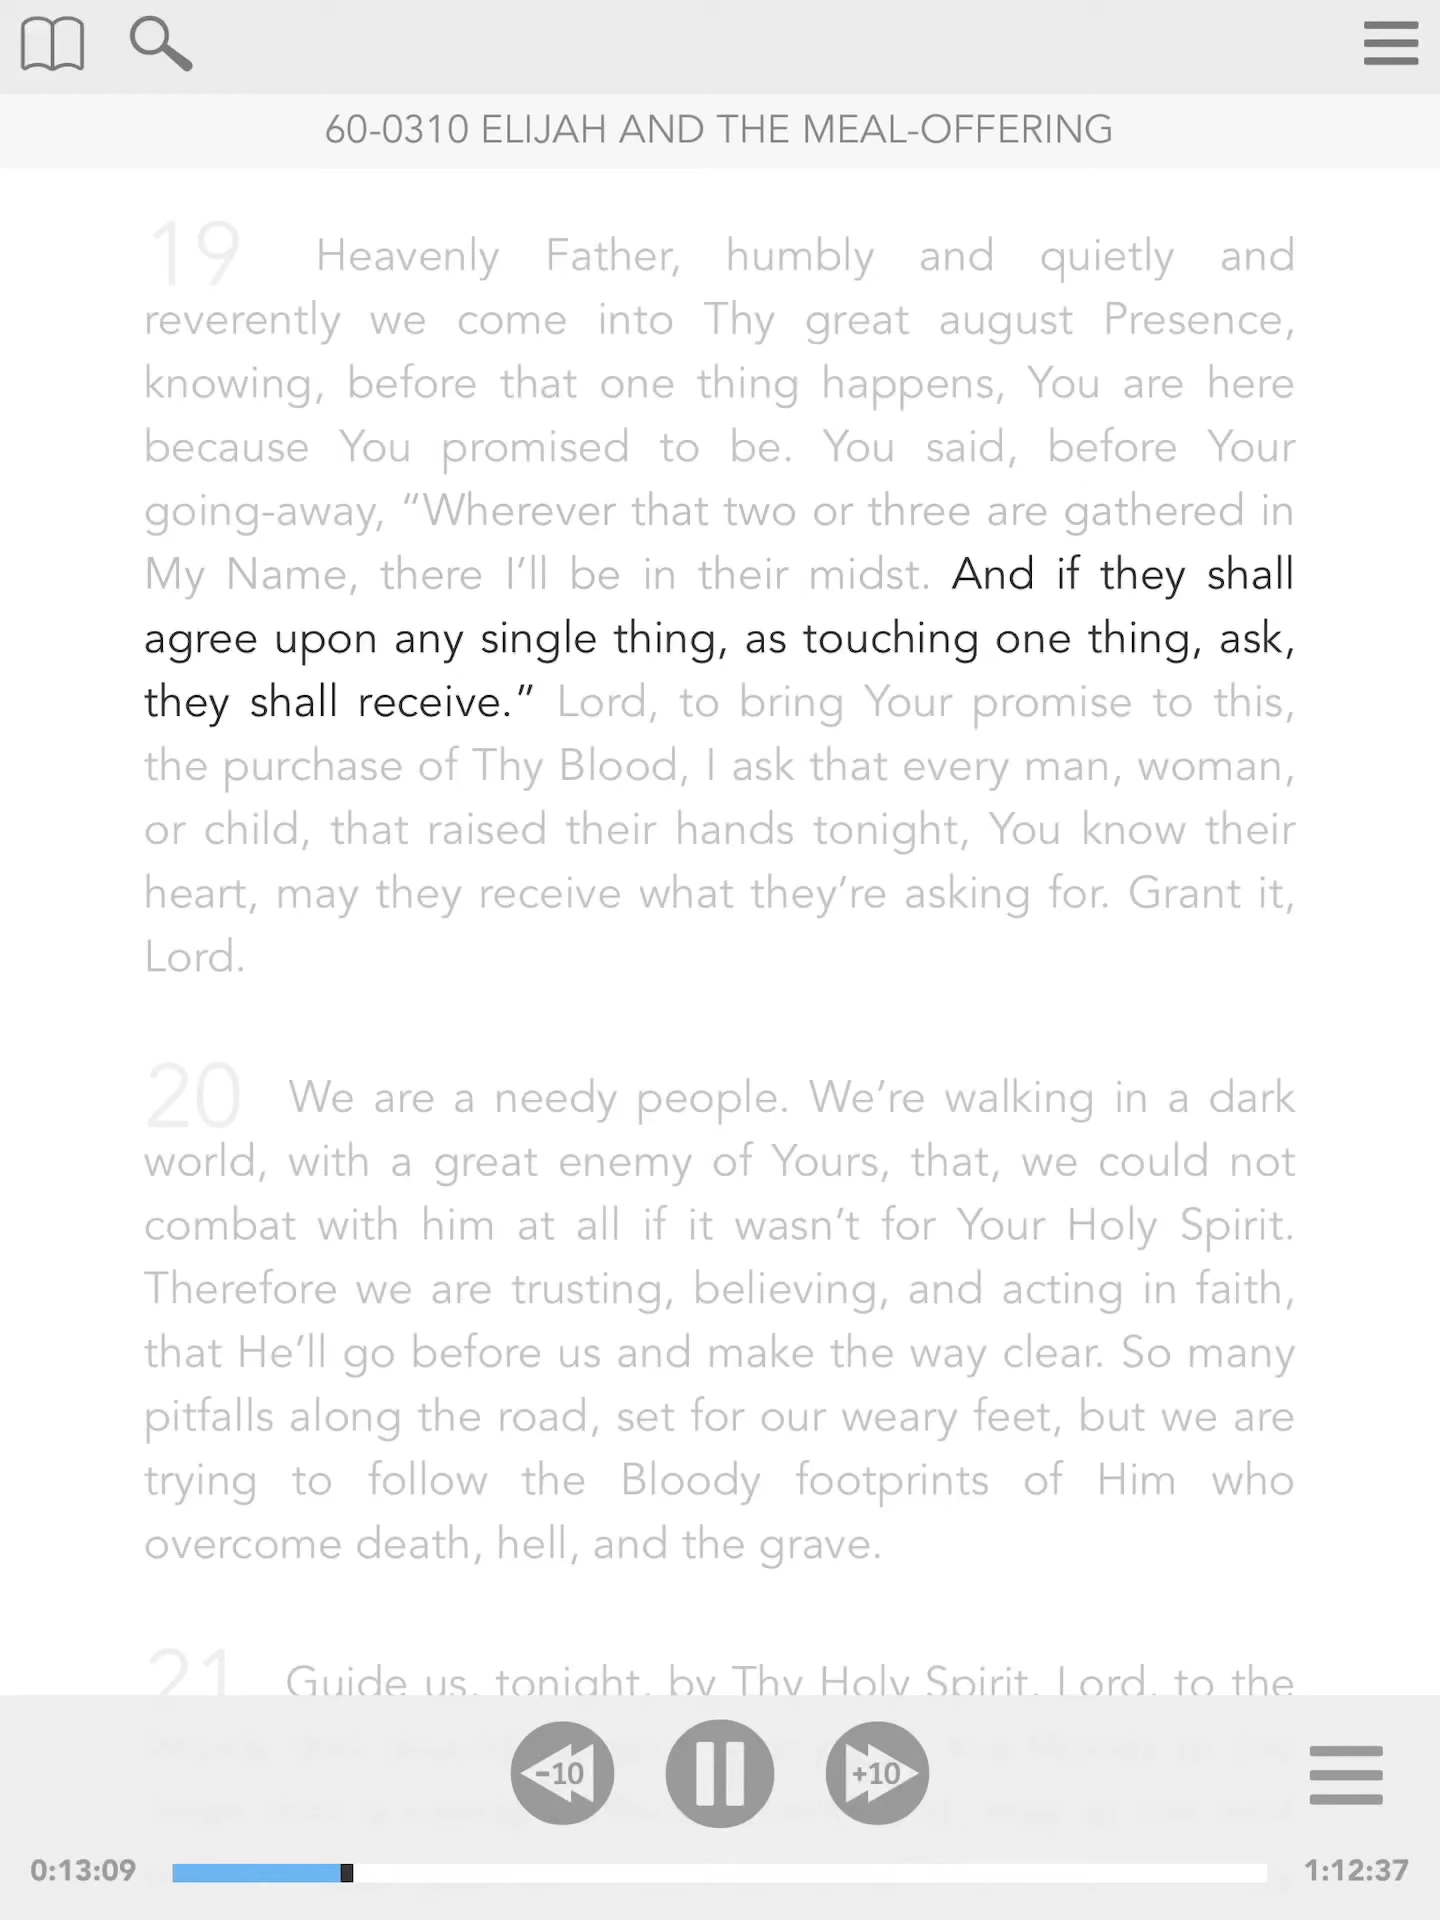 60-0310 ELIJAH AND THE MEAL-OFFERING
19 Heavenly Father, humbly and quietly and
reverently we come into Thy great august Presence,
knowing, before that one thing happens, You are here
because You promised to be. You said, before Your
going-away, “Wherever that two or three are gathered in
My Name, there I’ll be in their midst. And if they shall
agree upon any single thing, as touching one thing, ask,
they shall receive.” Lord, to bring Your promise to this,
the purchase of Thy Blood, I ask that every man, woman,
or child, that raised their hands tonight, You know their
heart, may they receive what they’re asking for. Grant it,
Lord.
20 We are a needy people. We’re walking in a dark
world, with a great enemy of Yours, that, we could not
combat with him at all if it wasn’t for Your Holy Spirit.
Therefore we are trusting, believing, and acting in faith,
that He’ll go before us and make the way clear. So many
pitfalls along the road, set for our weary feet, but we are
trying to follow the Bloody footprints of Him who
overcome death, hell, and the grave.
21 Guide us, tonight, by Thy Holy Spirit, Lord, to the
-10 +10
0:13:09 1:12:37